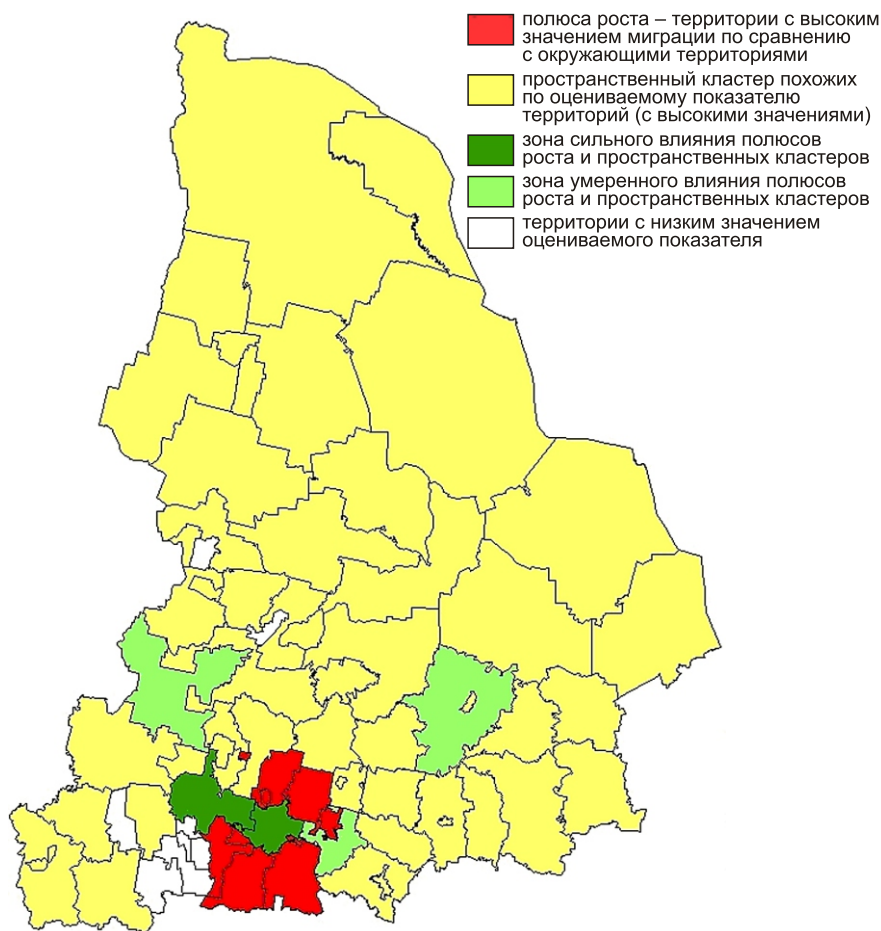 полюса роста – территории с высоким
значением миграции по сравнению
с окружающими территориями
пространственный кластер похожих
по оцениваемому показателю
территорий (с высокими значениями)
зона сильного влияния полюсов
роста и пространственных кластеров
зона умеренного влияния полюсов
роста и пространственных кластеров
территории с низким значением
оцениваемого показателя